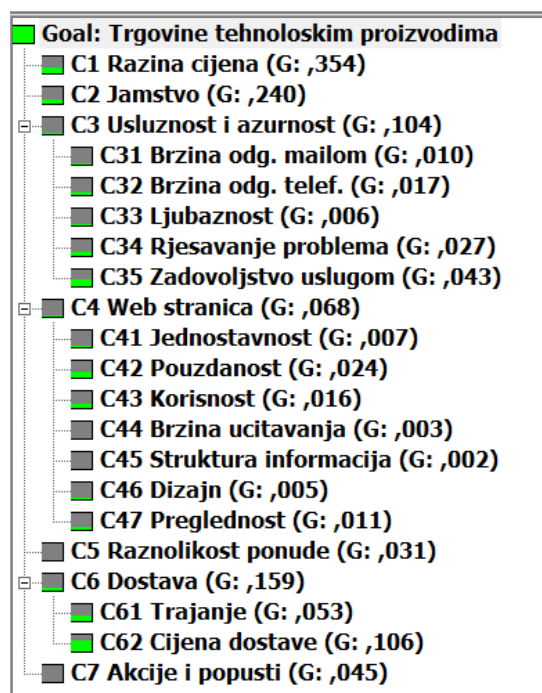 Goal: Trgovine tehnoloskim proizvodima
C1 Razina cijena (G: ,354)
C2 Jamstvo (G: ,240)
C3 Usluznost i azurnost (G: ,104)
C31 Brzina odg. mailom (G: ,010)
C32 Brzina odg. telef. (G: ,017)
C33 Ljubaznost (G: ,006)
C34 Rjesavanje problema (G: ,027)
C35 Zadovoljstvo uslugom (G: ,043)
C4 Web stranica (G: ,068)
C41 Jednostavnost (G: ,007)
C42 Pouzdanost (G: ,024)
C43 Korisnost (G: ,016)
C44 Brzina ucitavanja (G: ,003)
C45 Struktura informacija (G: ,002)
C46 Dizajn (G: ,005)
C47 Preglednost (G: ,011)
C5 Raznolikost ponude (G: ,031)
C6 Dostava (G: ,159)
C61 Trajanje (G: ,053)
C62 Cijena dostave (G: ,106)
C7 Akcije i popusti (G: ,045)